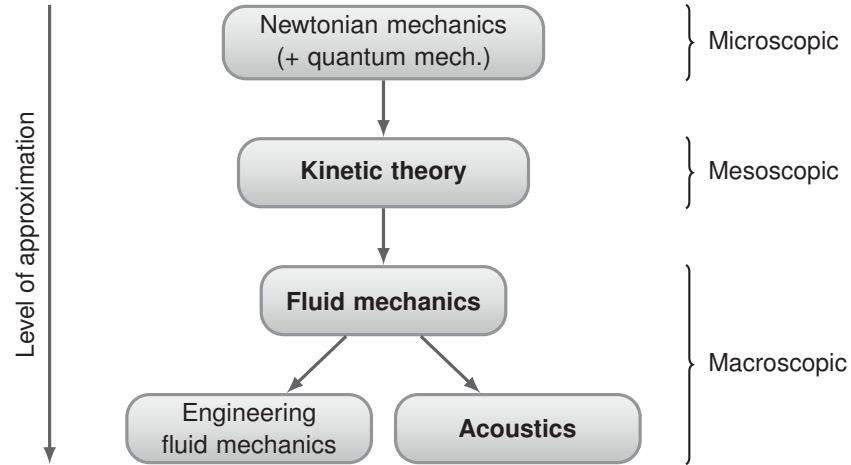 Newtonian mechanics
(+ quantum mech.)
Microscopic
Kinetic theory
Mesoscopic
Level of approximation
Fluid mechanics
Macroscopic
Engineering
fluid mechanics
Acoustics